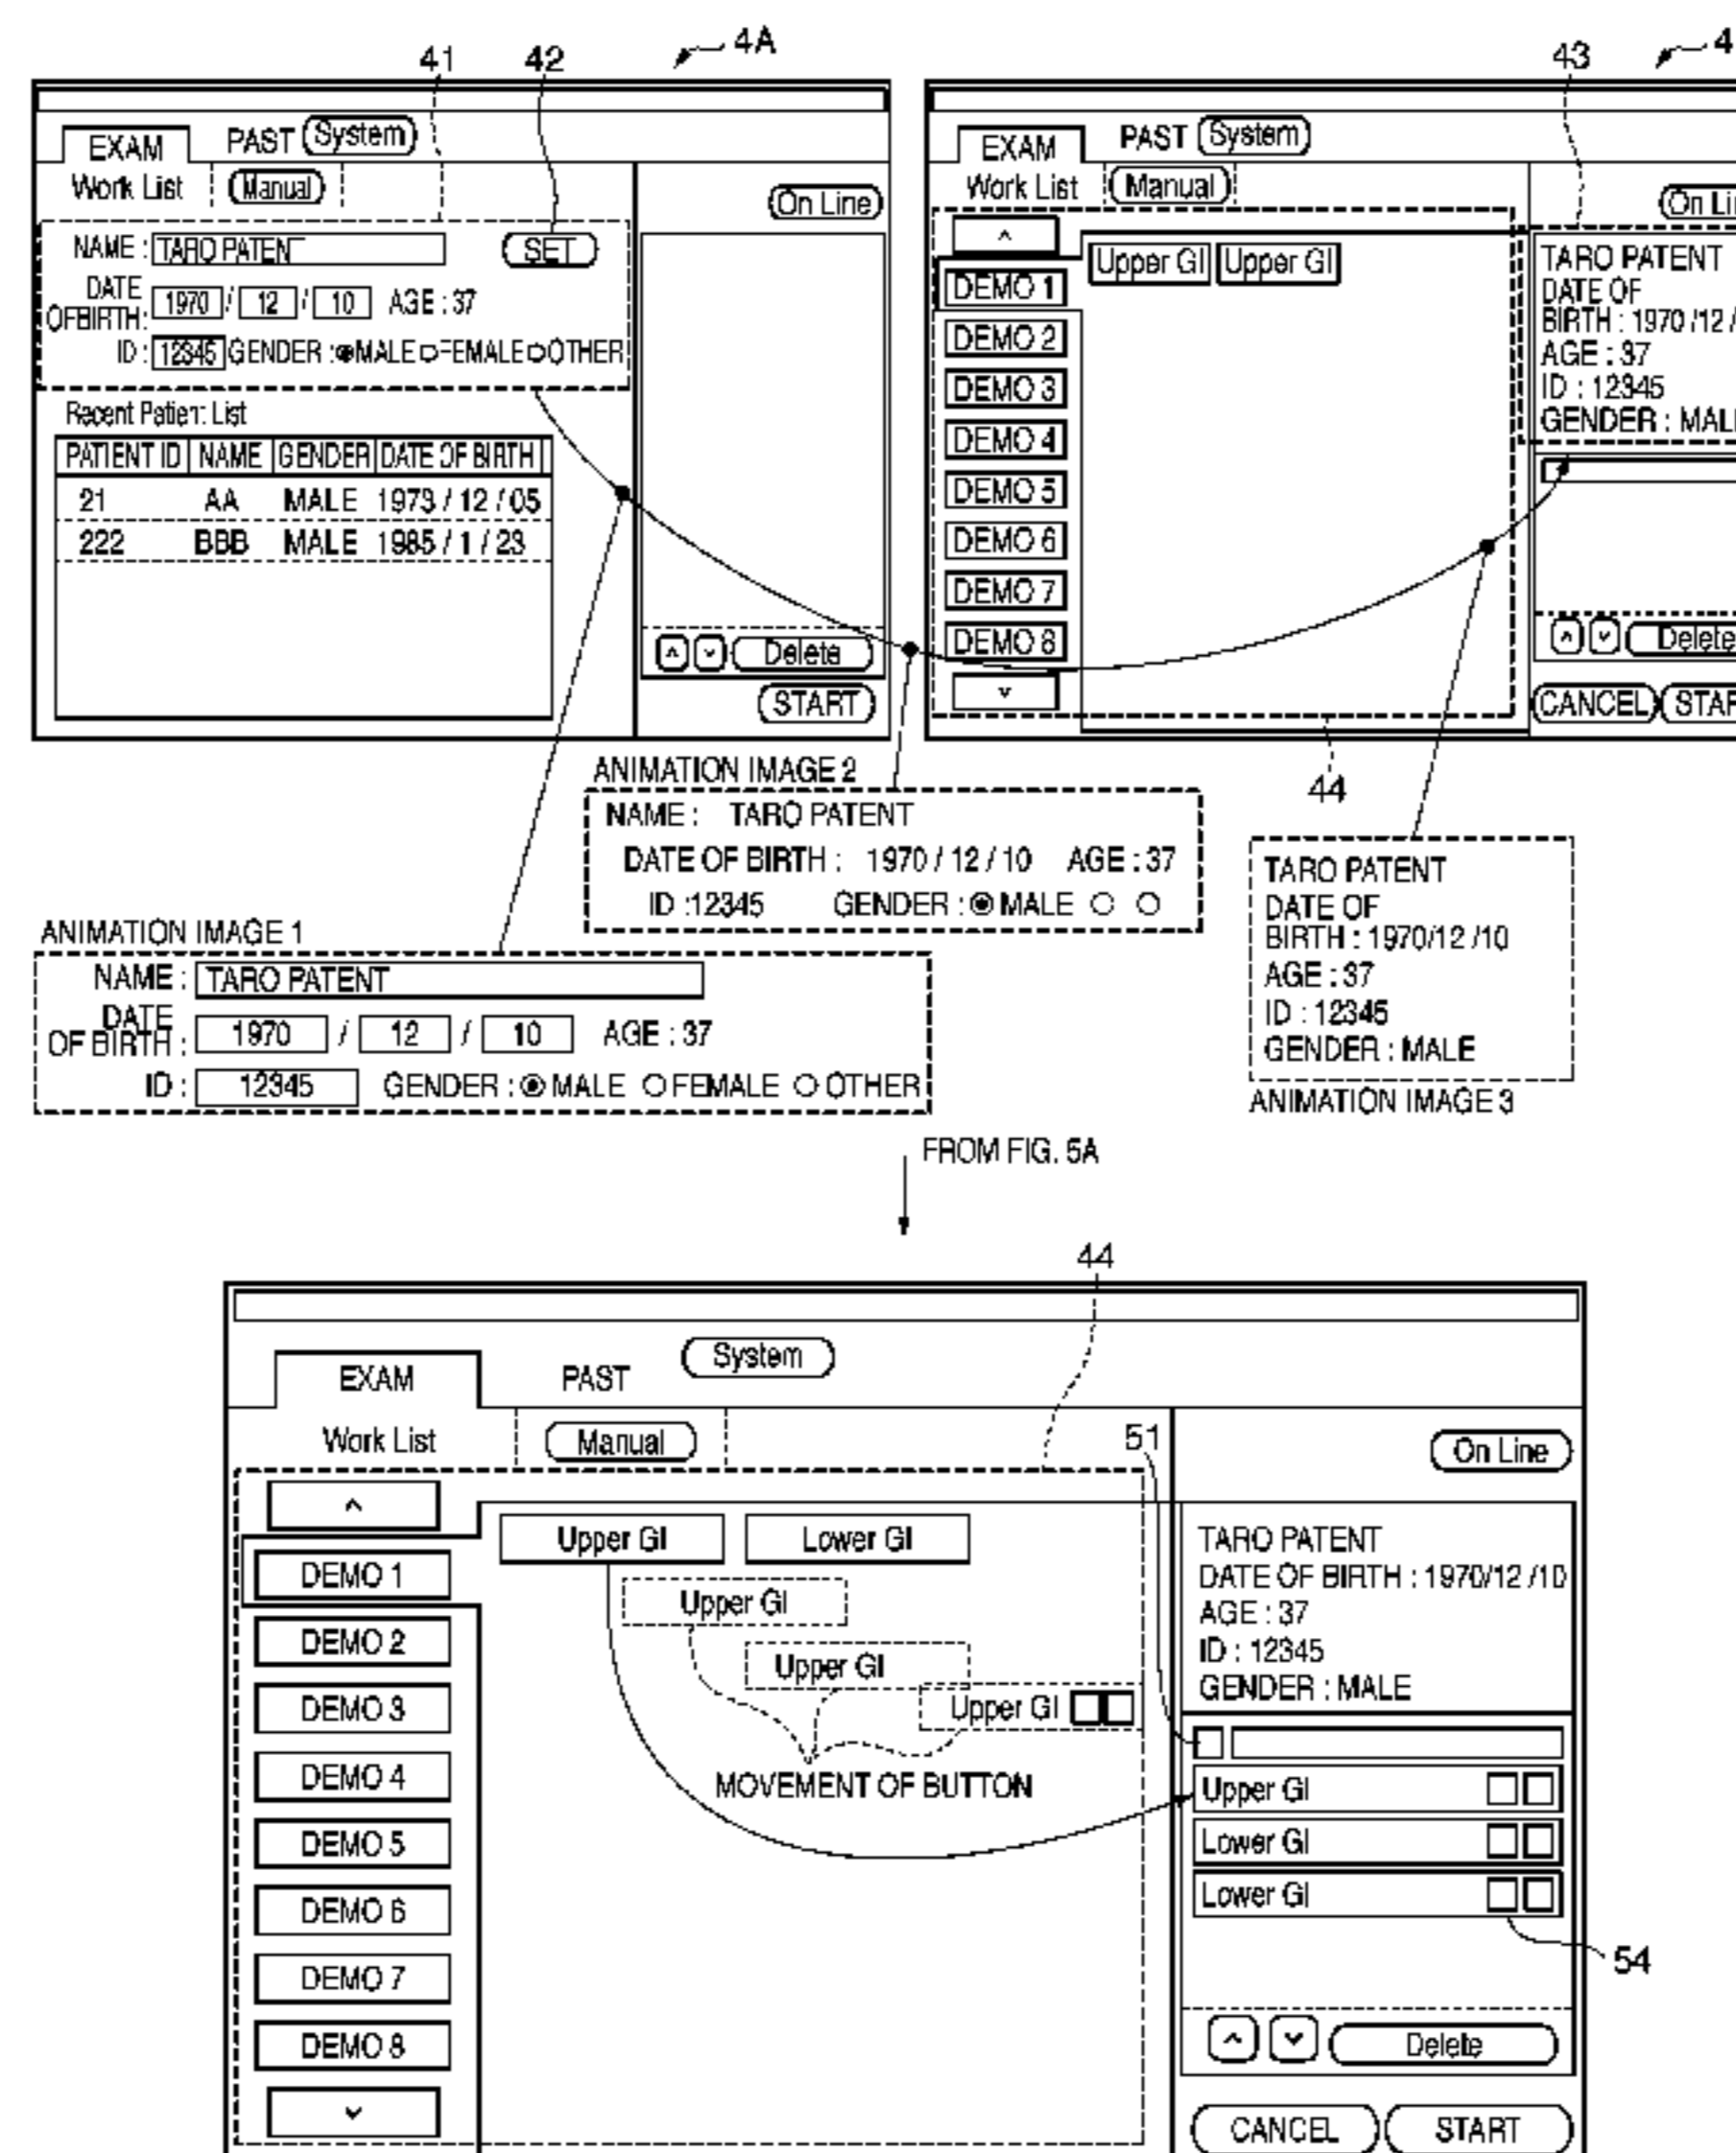 41 42 4A
EXAM PAST System
Work List Manual On Line
NAME : TARO PATENT SET
DATE OFBIRTH : 1970 / 12 / 10 AGE : 37
ID : 12345 GENDER : MALE FEMALE OTHER
Recent Patient List
PATIENT ID NAME GENDER DATE OF BIRTH
21 AA MALE 1973 / 12 / 05
222 BBB MALE 1985 / 1 / 23
^ v Delete
START
43 4
EXAM PAST System
Work List Manual On Li
^
Upper GI Upper GI
DEMO 1
DEMO 2
DEMO 3
DEMO 4
DEMO 5
DEMO 6
DEMO 7
DEMO 8
v
TARO PATENT
DATE OF
BIRTH : 1970 /12 /
AGE : 37
ID : 12345
GENDER : MAL
^ v Delete
CANCEL STA
44
ANIMATION IMAGE 2
NAME : TARO PATENT
DATE OF BIRTH : 1970 / 12 / 10 AGE : 37
ID :12345 GENDER : MALE
ANIMATION IMAGE 1
NAME : TARO PATENT
DATE
OF BIRTH : 1970 / 12 / 10 AGE : 37
ID : 12345 GENDER : MALE FEMALE OTHER
TARO PATENT
DATE OF
BIRTH : 1970/12 /10
AGE : 37
ID : 12345
GENDER : MALE
ANIMATION IMAGE 3
FROM FIG. 5A
44
EXAM PAST System
Work List Manual 51 On Line
^
Upper GI Lower GI
DEMO 1
DEMO 2
DEMO 3
DEMO 4
DEMO 5
DEMO 6
DEMO 7
DEMO 8
v
Upper GI
Upper GI
Upper GI
MOVEMENT OF BUTTON
TARO PATENT
DATE OF BIRTH : 1970/12 /10
AGE : 37
ID : 12345
GENDER : MALE
Upper GI
Lower GI
Lower GI
54
^ v Delete
CANCEL START